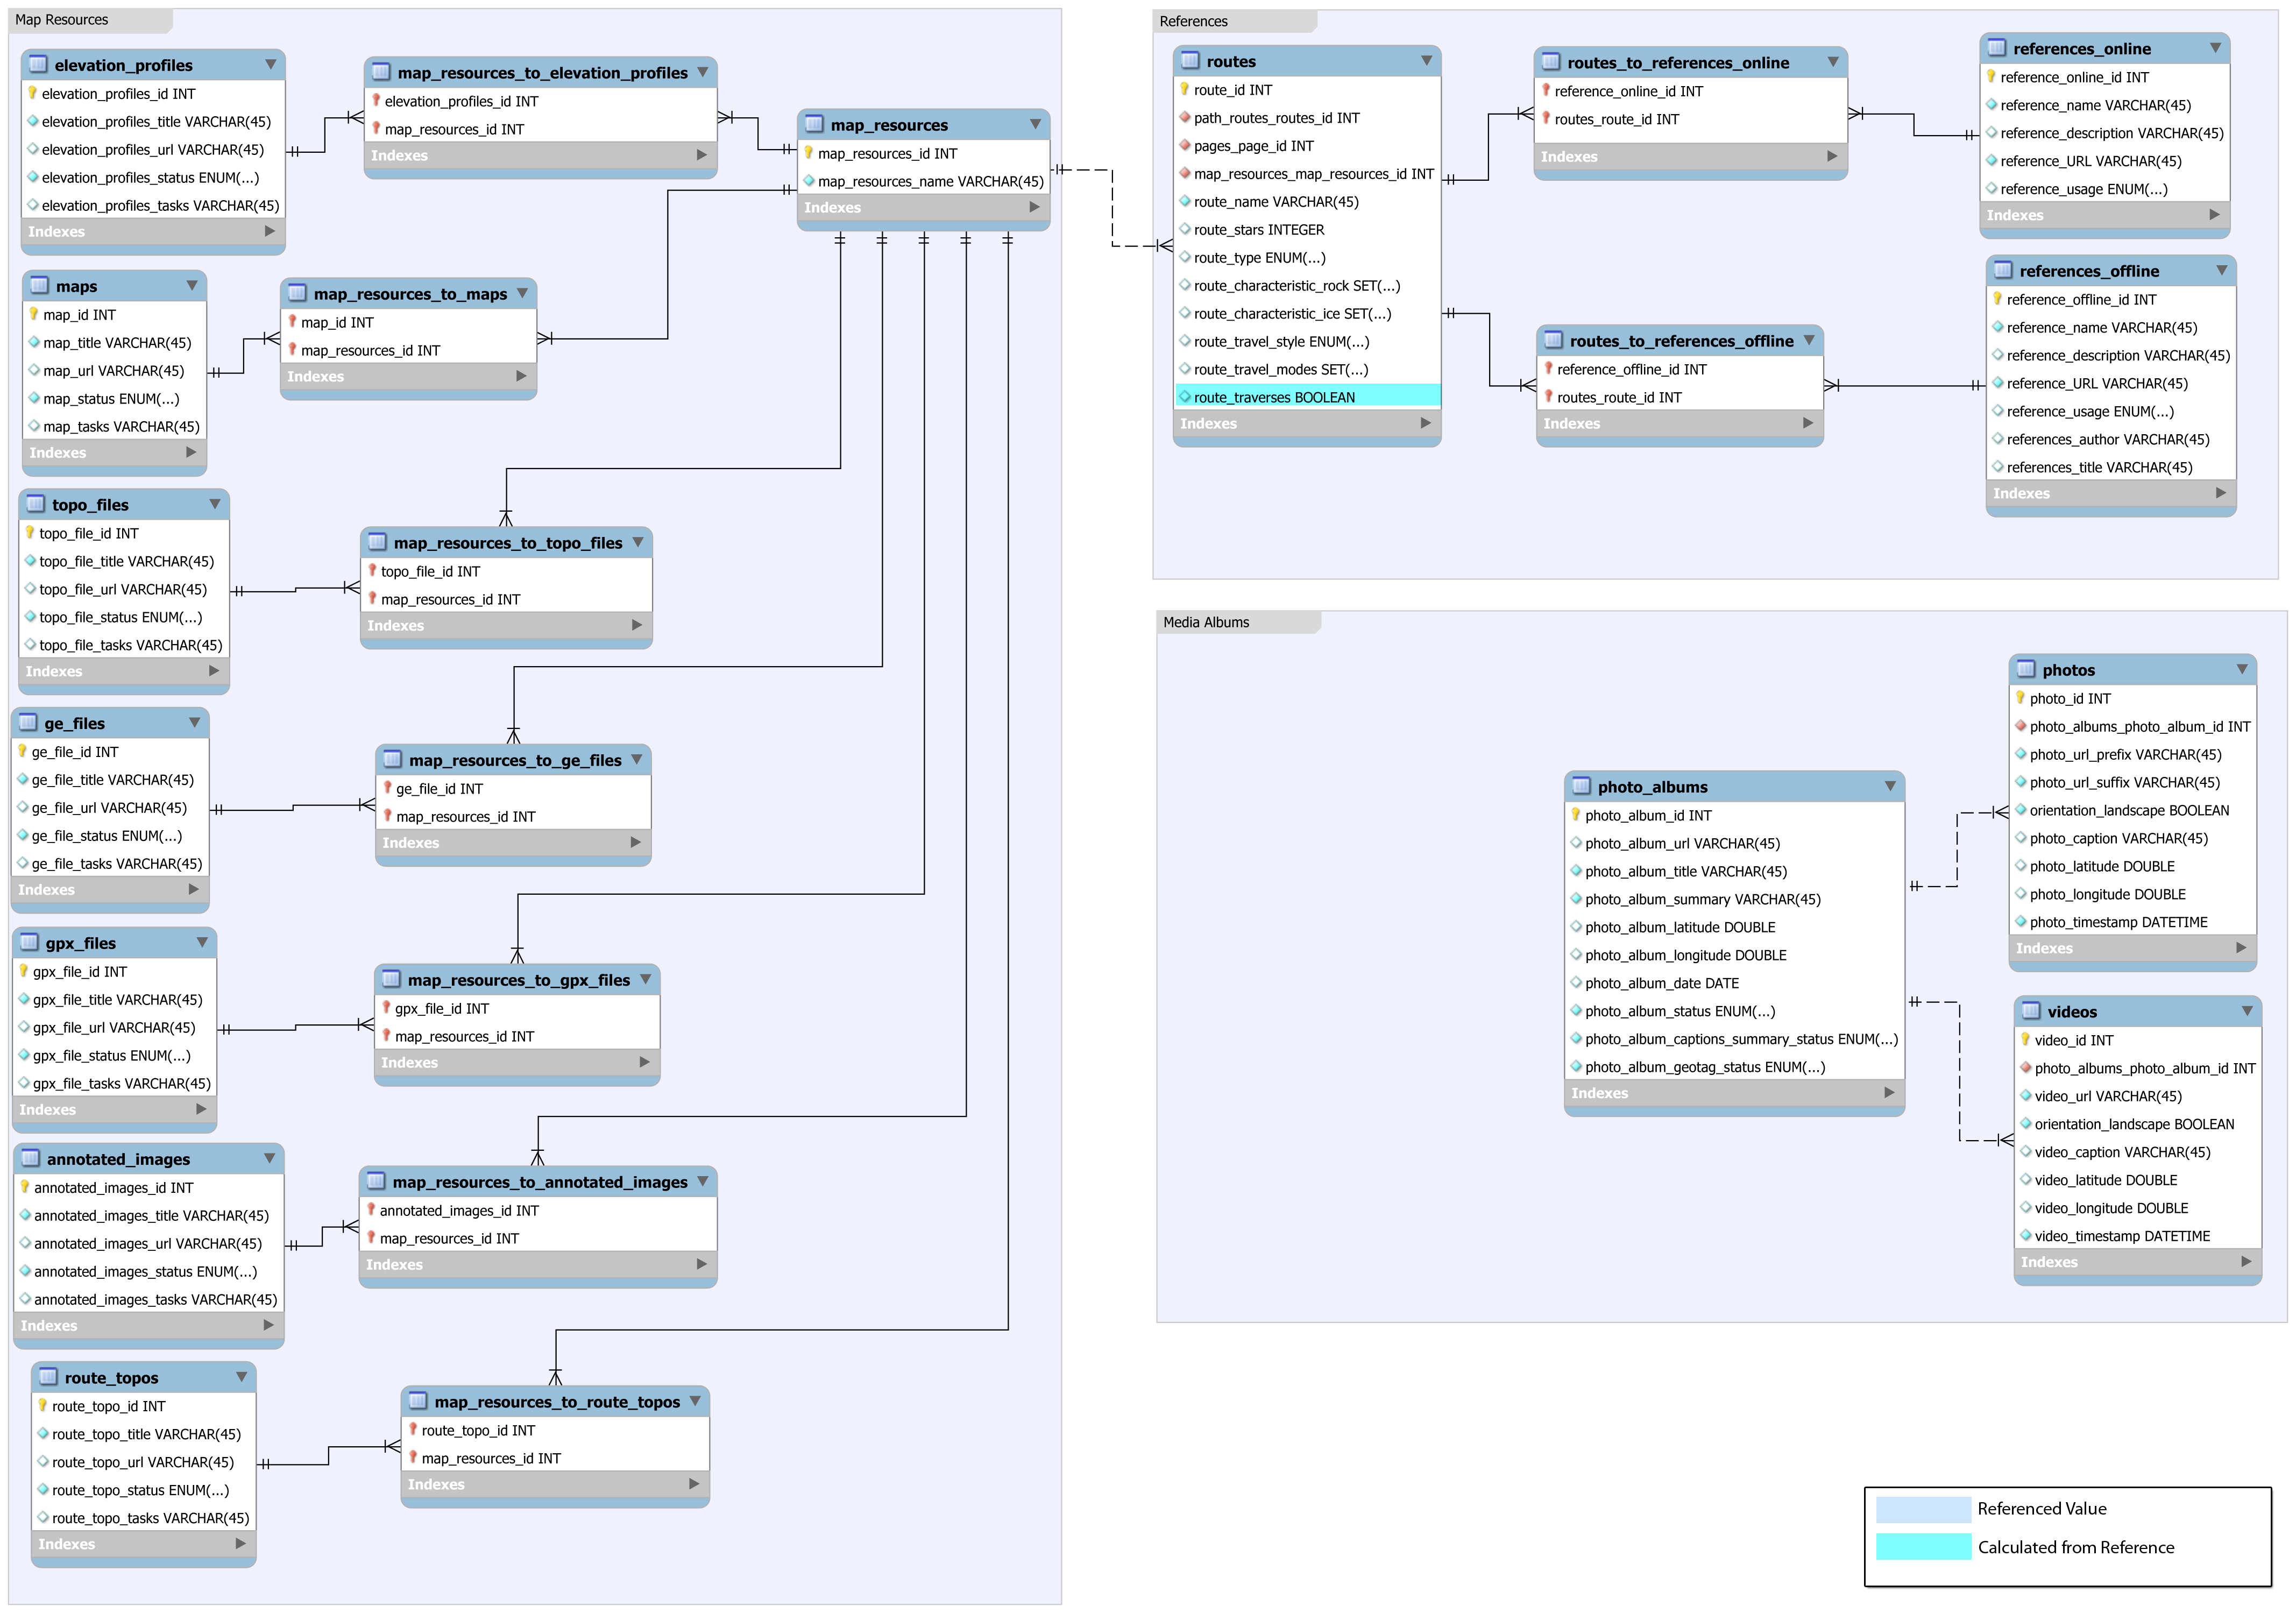 Map Resources
elevation_profiles
elevation_profiles_id INT
elevation_profiles_title VARCHAR(45)
elevation_profiles_url VARCHAR(45)
elevation_profiles_status ENUM(...)
elevation_profiles_tasks VARCHAR(45)
Indexes
map_resources_to_elevation_profiles
elevation_profiles_id INT
map_resources_id INT
Indexes
map_resources
map_resources_id INT
map_resources_name VARCHAR(45)
Indexes
maps
map_id INT
map_title VARCHAR(45)
map_url VARCHAR(45)
map_status ENUM(...)
map_tasks VARCHAR(45)
Indexes
map_resources_to_maps
map_id INT
map_resources_id INT
Indexes
topo_files
topo_file_id INT
topo_file_title VARCHAR(45)
topo_file_url VARCHAR(45)
topo_file_status ENUM(...)
topo_file_tasks VARCHAR(45)
Indexes
map_resources_to_topo_files
topo_file_id INT
map_resources_id INT
Indexes
ge_files
ge_file_id INT
ge_file_title VARCHAR(45)
ge_file_url VARCHAR(45)
ge_file_status ENUM(...)
ge_file_tasks VARCHAR(45)
Indexes
map_resources_to_ge_files
ge_file_id INT
map_resources_id INT
Indexes
gpx_files
gpx_file_id INT
gpx_file_title VARCHAR(45)
gpx_file_url VARCHAR(45)
gpx_file_status ENUM(...)
gpx_file_tasks VARCHAR(45)
Indexes
map_resources_to_gpx_files
gpx_file_id INT
map_resources_id INT
Indexes
annotated_images
annotated_images_id INT
annotated_images_title VARCHAR(45)
annotated_images_url VARCHAR(45)
annotated_images_status ENUM(...)
annotated_images_tasks VARCHAR(45)
Indexes
map_resources_to_annotated_images
annotated_images_id INT
map_resources_id INT
Indexes
route_topos
route_topo_id INT
route_topo_title VARCHAR(45)
route_topo_url VARCHAR(45)
route_topo_status ENUM(...)
route_topo_tasks VARCHAR(45)
Indexes
map_resources_to_route_topos
route_topo_id INT
map_resources_id INT
Indexes
References
routes
route_id INT
path_routes_routes_id INT
pages_page_id INT
map_resources_map_resources_id INT
route_name VARCHAR(45)
route_stars INTEGER
route_type ENUM(...)
route_characteristic_rock SET(...)
route_characteristic_ice SET(...)
route_travel_style ENUM(...)
route_travel_modes SET(...)
route_traverses BOOLEAN
Indexes
routes_to_references_online
reference_online_id INT
routes_route_id INT
Indexes
references_online
reference_online_id INT
reference_name VARCHAR(45)
reference_description VARCHAR(45)
reference_URL VARCHAR(45)
reference_usage ENUM(...)
Indexes
routes_to_references_offline
reference_offline_id INT
routes_route_id INT
Indexes
references_offline
reference_offline_id INT
reference_name VARCHAR(45)
reference_description VARCHAR(45)
reference_URL VARCHAR(45)
reference_usage ENUM(...)
references_author VARCHAR(45)
references_title VARCHAR(45)
Indexes
Media Albums
photo_albums
photo_album_id INT
photo_album_url VARCHAR(45)
photo_album_title VARCHAR(45)
photo_album_summary VARCHAR(45)
photo_album_latitude DOUBLE
photo_album_longitude DOUBLE
photo_album_date DATE
photo_album_status ENUM(...)
photo_album_captions_summary_status ENUM(...)
photo_album_geotag_status ENUM(...)
Indexes
photos
photo_id INT
photo_albums_photo_album_id INT
photo_url_prefix VARCHAR(45)
photo_url_suffix VARCHAR(45)
orientation_landscape BOOLEAN
photo_caption VARCHAR(45)
photo_latitude DOUBLE
photo_longitude DOUBLE
photo_timestamp DATETIME
Indexes
videos
video_id INT
photo_albums_photo_album_id INT
video_url VARCHAR(45)
orientation_landscape BOOLEAN
video_caption VARCHAR(45)
video_latitude DOUBLE
video_longitude DOUBLE
video_timestamp DATETIME
Indexes
Referenced Value
Calculated from Reference